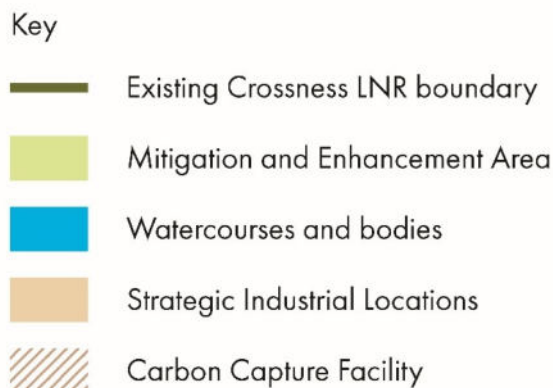 Key
Existing Crossness LNR boundary
Mitigation and Enhancement Area
Watercourses and bodies
Strategic Industrial Locations
Carbon Capture Facility